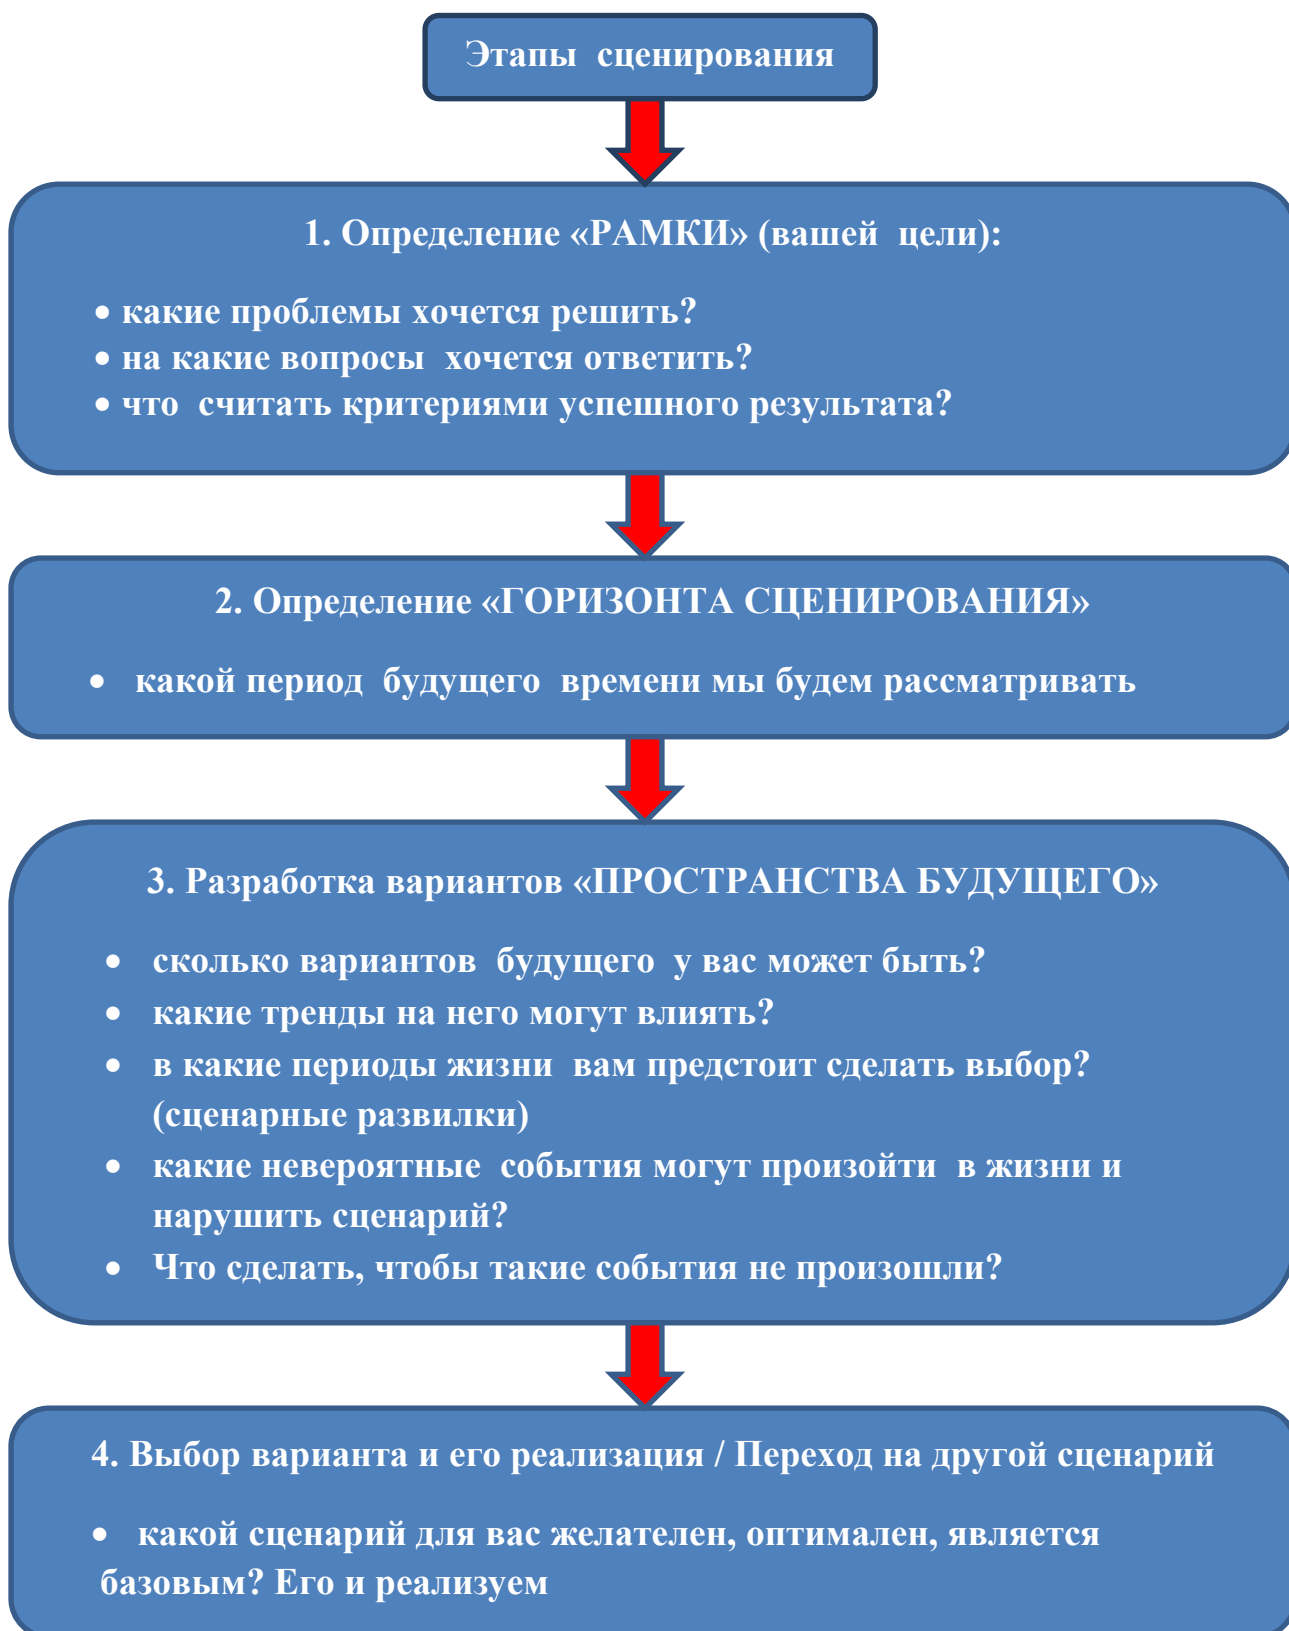 Этапы сценирования
1. Определение «РАМКИ» (вашей цели):
• какие проблемы хочется решить?
• на какие вопросы хочется ответить?
• что считать критериями успешного результата?
2. Определение «ГОРИЗОНТА СЦЕНИРОВАНИЯ»
• какой период будущего времени мы будем рассматривать
3. Разработка вариантов «ПРОСТРАНСТВА БУДУЩЕГО»
• сколько вариантов будущего у вас может быть?
• какие тренды на него могут влиять?
• в какие периоды жизни вам предстоит сделать выбор?
(сценарные развилки)
• какие невероятные события могут произойти в жизни и
нарушить сценарий?
• Что сделать, чтобы такие события не произошли?
4. Выбор варианта и его реализация / Переход на другой сценарий
• какой сценарий для вас желателен, оптимален, является
базовым? Его и реализуем